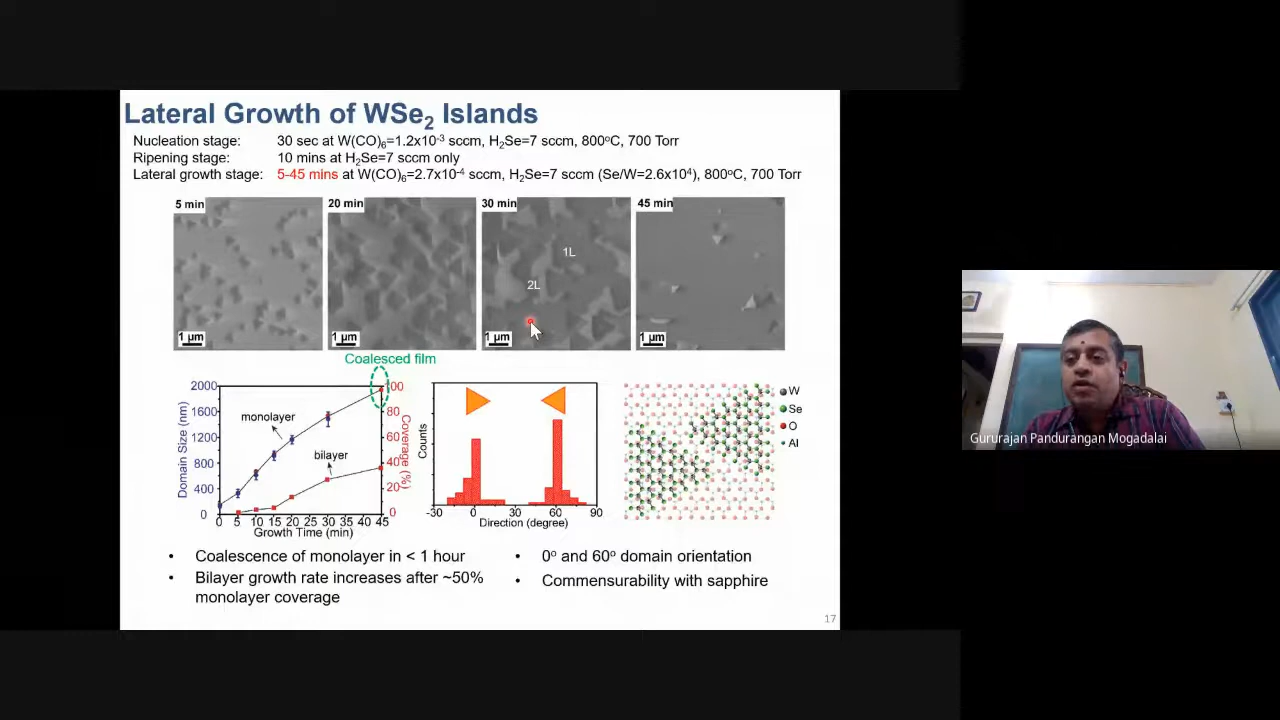 Lateral Growth of WSe2 Islands
Nucleation stage: 30 sec at W(CO)6=1.2x10-3 sccm, H2Se=7 sccm, 800oC, 700 Torr
Ripening stage: 10 mins at H2Se=7 sccm only
Lateral growth stage: 5-45 mins at W(CO)6=2.7x10-4 sccm, H2Se=7 sccm (Se/W=2.6x104), 800oC, 700 Torr
5 min 20 min 30 min 45 min
1L
2L
1 μm 1 μm 1 μm 1 μm
Coalesced film
2000
1600
1200
800
400
0
Domain Size (nm)
monolayer
bilayer
100
80
60
40
20
0
Coverage (%)
0 5 10 15 20 25 30 35 40 45
Growth Time (min)
Counts
-30 0 30 60 90
Direction (degree)
W
Se
O
Al
Gururajan Pandurangan Mogadalai
• Coalescence of monolayer in < 1 hour
• Bilayer growth rate increases after ~50%
monolayer coverage
• 0o and 60o domain orientation
• Commensurability with sapphire
17